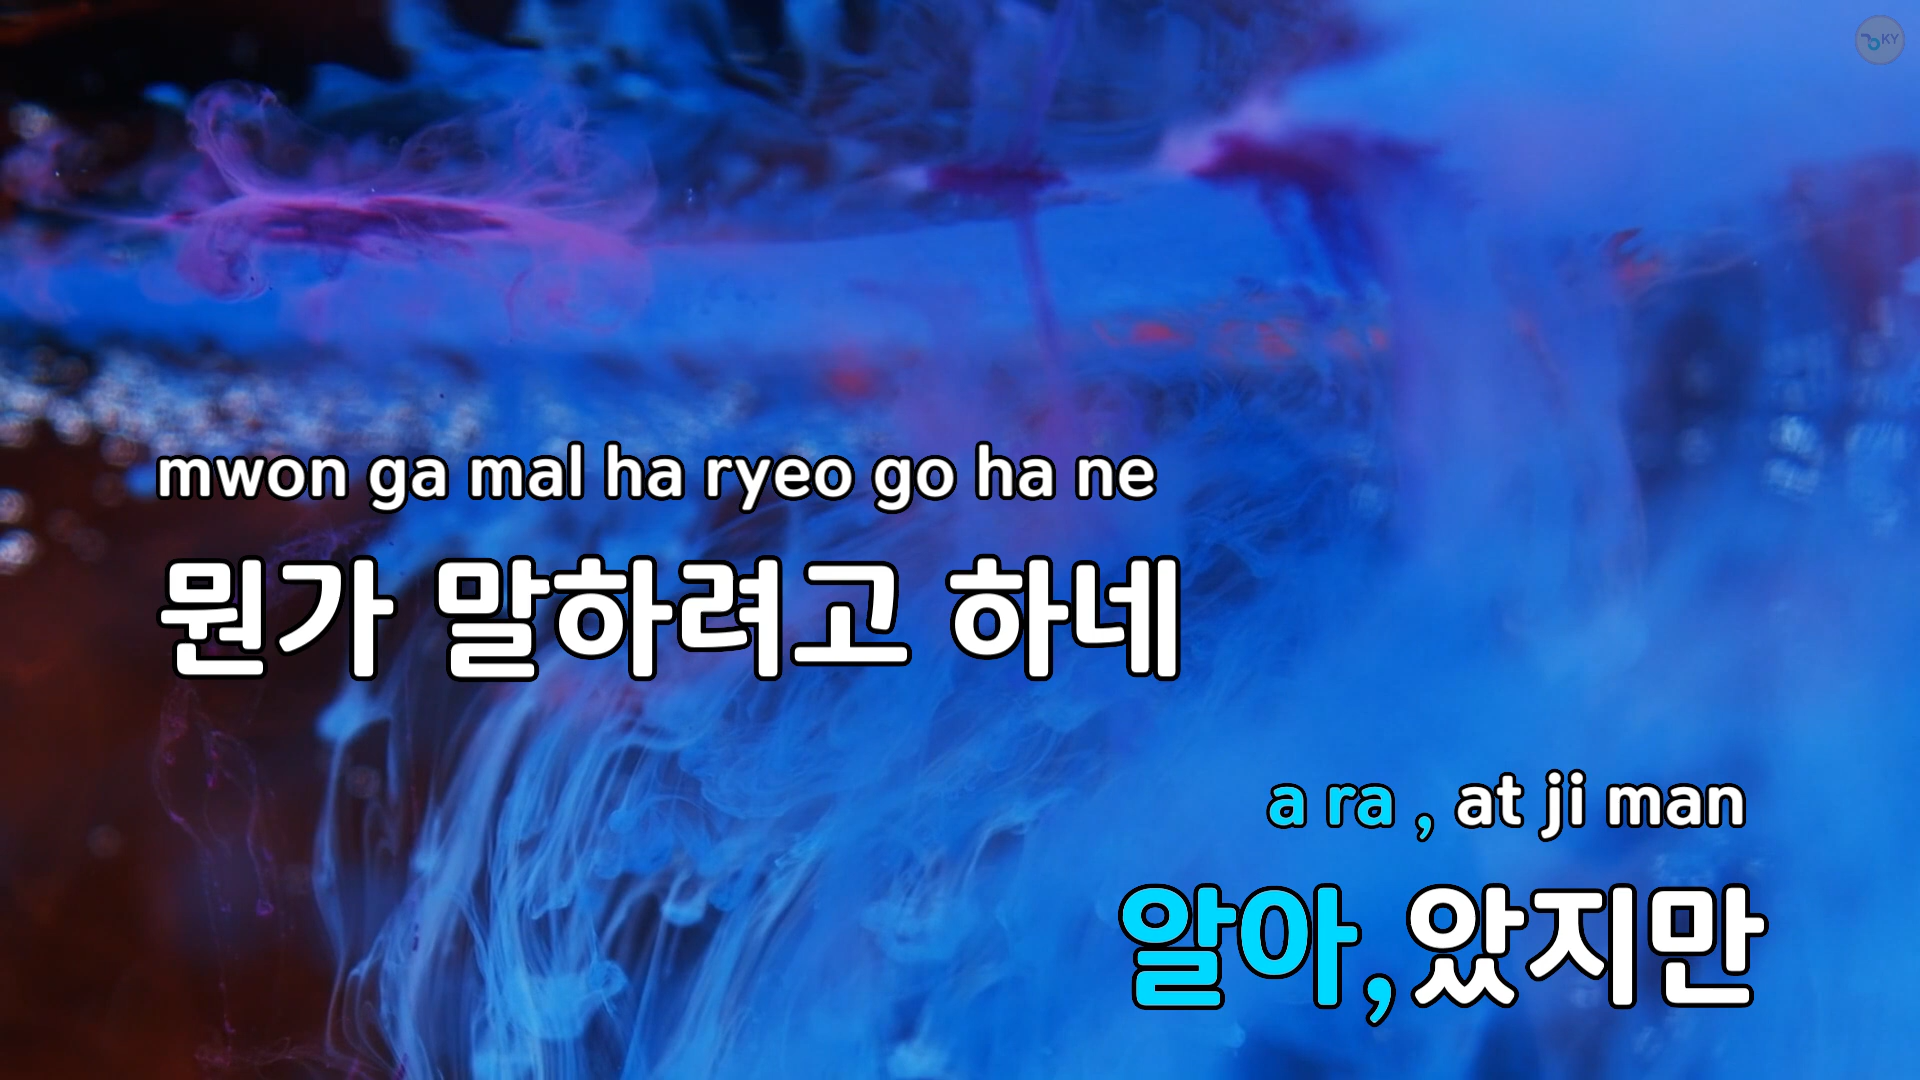 KY
mwon ga mal ha ryeo go ha ne
뭔가 말하려고 하네
a ra , at ji man
알아,았지만